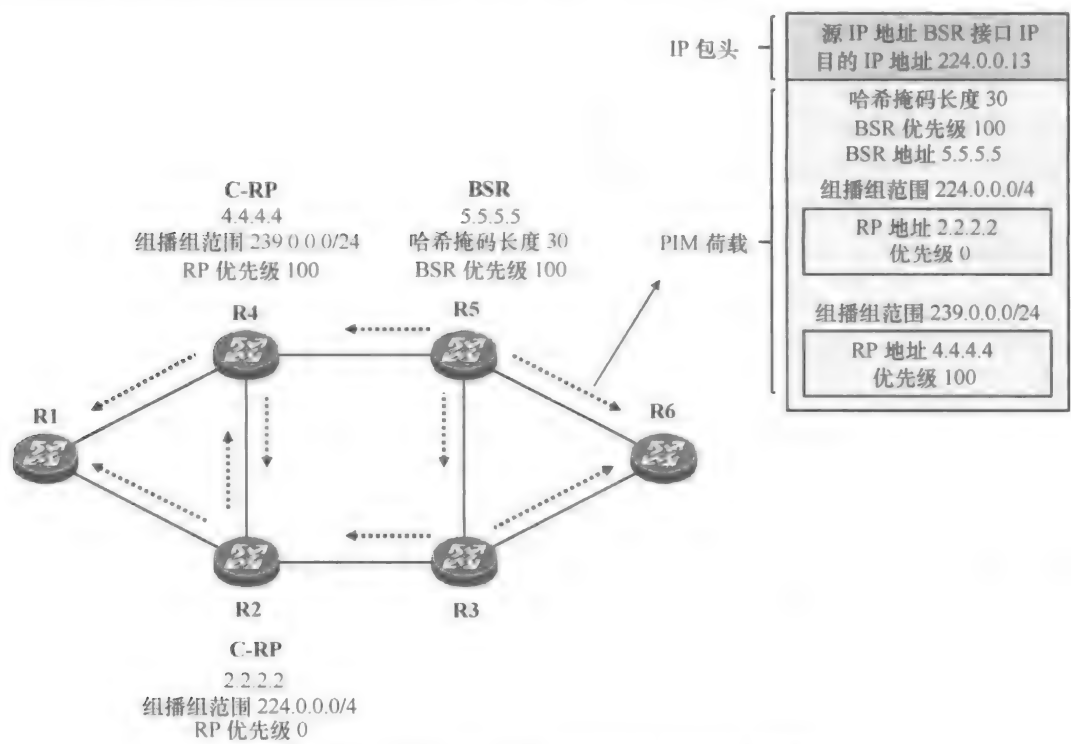 IP 包头
源 IP 地址 BSR 接口 IP
目的 IP 地址 224.0.0.13
PIM 荷载
哈希掩码长度 30
BSR 优先级 100
BSR 地址 5.5.5.5
组播组范围 224.0.0.0/4
RP 地址 2.2.2.2
优先级 0
组播组范围 239.0.0.0/24
RP 地址 4.4.4.4
优先级 100
C-RP
4.4.4.4
组播组范围 239.0.0.0/24
RP 优先级 100
R4
BSR
5.5.5.5
哈希掩码长度 30
BSR 优先级 100
R5
R1
R6
R2
C-RP
2.2.2.2
组播组范围 224.0.0.0/4
RP 优先级 0
R3